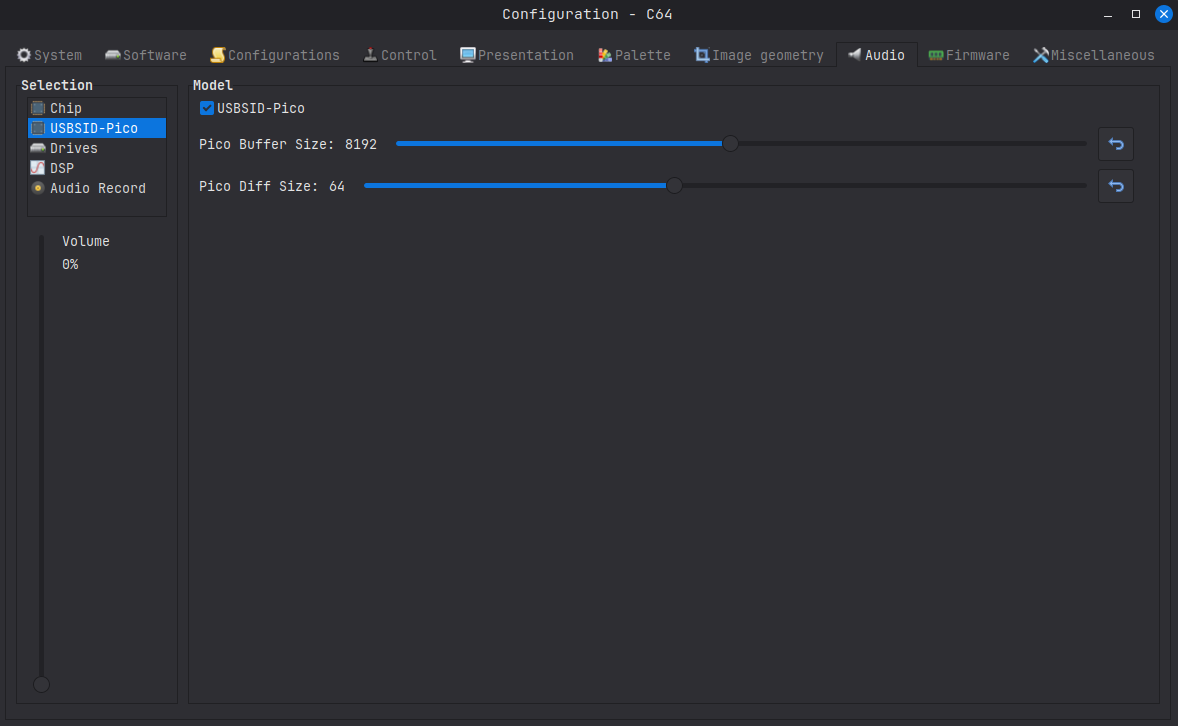 Configuration - C64
System Software Configurations Control Presentation Palette Image geometry Audio Firmware Miscellaneous
Selection
Chip
USBSID-Pico
Drives
DSP
Audio Record
Volume
0%
Model
USBSID-Pico
Pico Buffer Size: 8192
Pico Diff Size: 64